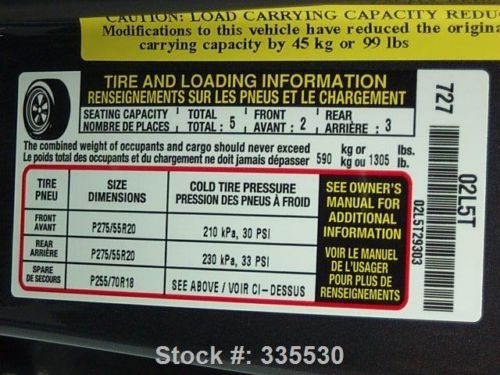 CAUTION: LOAD CARRYING CAPACITY REDU
Modifications to this vehicle have reduced the origina
carrying capacity by 45 kg or 99 lbs
TIRE AND LOADING INFORMATION
RENSEIGNEMENTS SUR LES PNEUS ET LE CHARGEMENT
SEATING CAPACITY TOTAL FRONT REAR
NOMBRE DE PLACES TOTAL : 5 AVANT : 2 ARRIÈRE : 3
The combined weight of occupants and cargo should never exceed kg or lbs.
Le poids total des occupants et du chargement ne doit jamais dépasser 590 kg ou 1305 lb.
TIRE SIZE COLD TIRE PRESSURE
PNEU DIMENSIONS PRESSION DES PNEUS À FROID
FRONT
AVANT P275/55R20 210 kPa, 30 PSI
REAR
ARRIÈRE P275/55R20 230 kPa, 33 PSI
SPARE
DE SECOURS P255/70R18 SEE ABOVE / VOIR CI-DESSUS
SEE OWNER'S
MANUAL FOR
ADDITIONAL
INFORMATION
VOIR LE MANUEL
DE L'USAGER
POUR PLUS DE
RENSEIGNEMENTS
727
02L5T
02L5T29303
Stock #: 335530